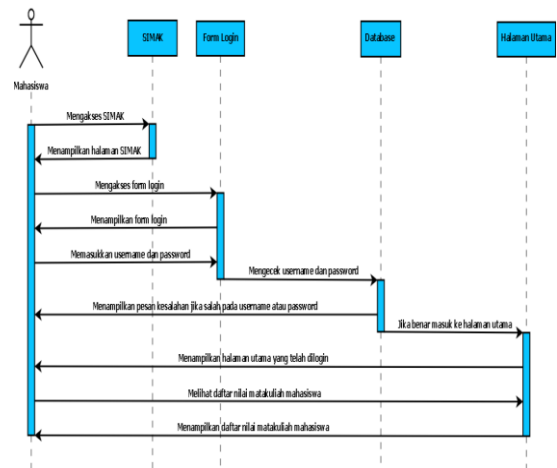 SIMAK
Form Login
Database
Halaman Utama
Mahasiswa
Mengakses SIMAK
Menampilkan halaman SIMAK
Mengakses form login
Menampilkan form login
Memasukkan username dan password
Mengecek username dan password
Menampilkan pesan kesalahan jika salah pada username atau password
Jika benar masuk ke halaman utama
Menampilkan halaman utama yang telah dilogin
Melihat daftar nilai matakuliah mahasiswa
Menampilkan daftar nilai matakuliah mahasiswa